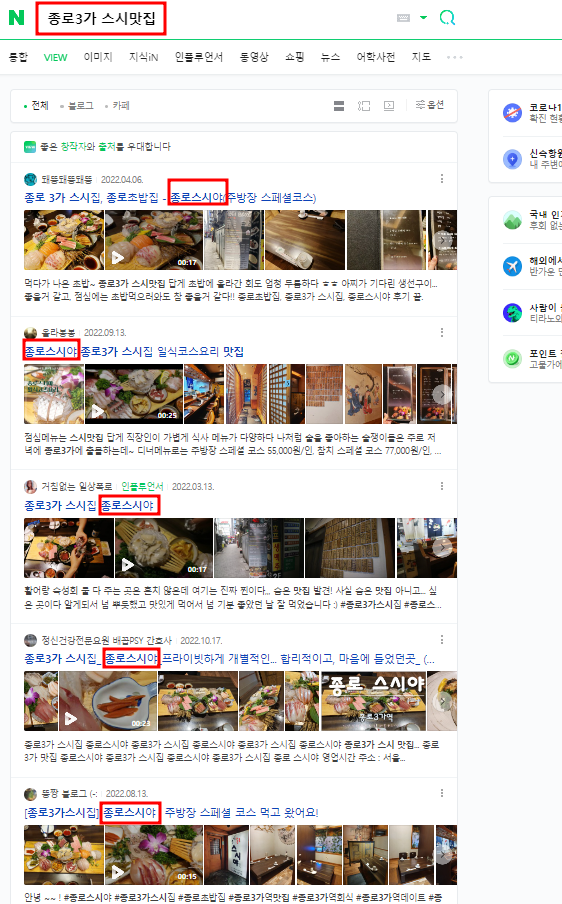 N 종로3가 스시맛집
통합 VIEW 이미지 지식iN 인플루언서 동영상 쇼핑 뉴스 어학사전 지도
전체 블로그 카페 옵션
좋은 창작자와 출처를 우대합니다
돼뚱돼뚱돼뚱 2022.04.06.
종로 3가 스시집, 종로초밥집 - 종로스시야(주방장 스페셜코스)
00:17
먹다가 나온 초밥~ 종로3가 스시맛집 답게 초밥에 올라간 회도 엄청 두툼하다 ㅎㅎ 아찌가 기다린 생선구이...
좋을거 같고, 점심에는 초밥먹으러와도 참 좋을거 같다!! 종로초밥집, 종로3가 스시집, 종로스시야 후기 끝.
울라봉봉 2022.09.13.
종로스시야 종로3가 스시집 일식코스요리 맛집
00:25
점심메뉴는 스시맛집 답게 직장인이 가볍게 식사 메뉴가 다양하다 나처럼 술을 좋아하는 술쟁이들은 주로 저
녁에 종로3가에 출몰하는데~ 디너메뉴로는 주방장 스페셜 코스 55,000원/인, 참치 스페셜 코스 77,000원/인, ...
거침없는 일상폭로 인플루언서 2022.03.13.
종로3가 스시집 종로스시야
00:17
활어랑 숙성회 둘 다 주는 곳은 흔치 않은데 여기는 진짜 찐이다... 숨은 맛집 발견! 사실 숨은 맛집 아니고... 싶
은 곳이다 알게되서 넘 뿌듯했고 맛있게 먹어서 넘 기분 좋았던 날 잘 먹었습니다 :) #종로3가스시집 #종로스...
정신건강전문요원 배꼽PSY 간호사 2022.10.17.
종로3가 스시집_ 종로스시야_프라이빗하게 개별적인... 합리적이고, 마음에 들었던곳_ (...
00:23
종로 스시야
종로3가역
종로3가 스시집 종로스시야 종로3가 스시집 종로스시야 종로3가 스시집 종로3가 스시 맛집... 종로
3가 맛집 종로스시야 종로3가 스시집 종로스시야 종로3가 스시집 종로 스시야 영업시간 주소 : 서울...
뚱짱 블로그 (-: 2022.08.13.
[종로3가스시집] 종로스시야 : 주방장 스페셜 코스 먹고 왔어요!
00:15
스시야
안녕 ~~ ! #종로스시야 #종로3가스시집 #종로초밥집 #종로3가역맛집 #종로3가역회식 #종로3가역데이트 #종
코로나1
확진 현황
신속항원
내 주변
국내 인
후회 없는
해외에서
반가운 만
사람이
티라노와
포인트
고물가에